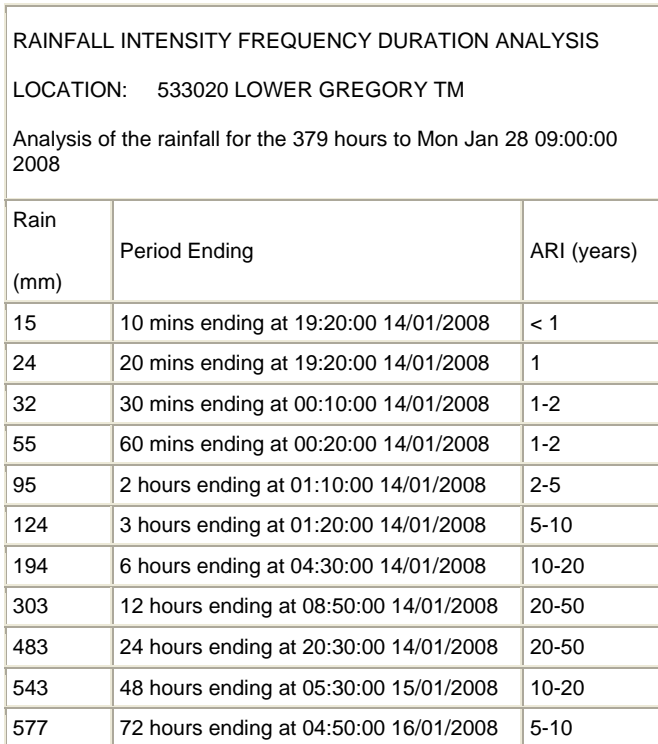 RAINFALL INTENSITY FREQUENCY DURATION ANALYSIS
LOCATION: 533020 LOWER GREGORY TM
Analysis of the rainfall for the 379 hours to Mon Jan 28 09:00:00
2008
Rain
(mm) Period Ending ARI (years)
15 10 mins ending at 19:20:00 14/01/2008 < 1
24 20 mins ending at 19:20:00 14/01/2008 1
32 30 mins ending at 00:10:00 14/01/2008 1-2
55 60 mins ending at 00:20:00 14/01/2008 1-2
95 2 hours ending at 01:10:00 14/01/2008 2-5
124 3 hours ending at 01:20:00 14/01/2008 5-10
194 6 hours ending at 04:30:00 14/01/2008 10-20
303 12 hours ending at 08:50:00 14/01/2008 20-50
483 24 hours ending at 20:30:00 14/01/2008 20-50
543 48 hours ending at 05:30:00 15/01/2008 10-20
577 72 hours ending at 04:50:00 16/01/2008 5-10